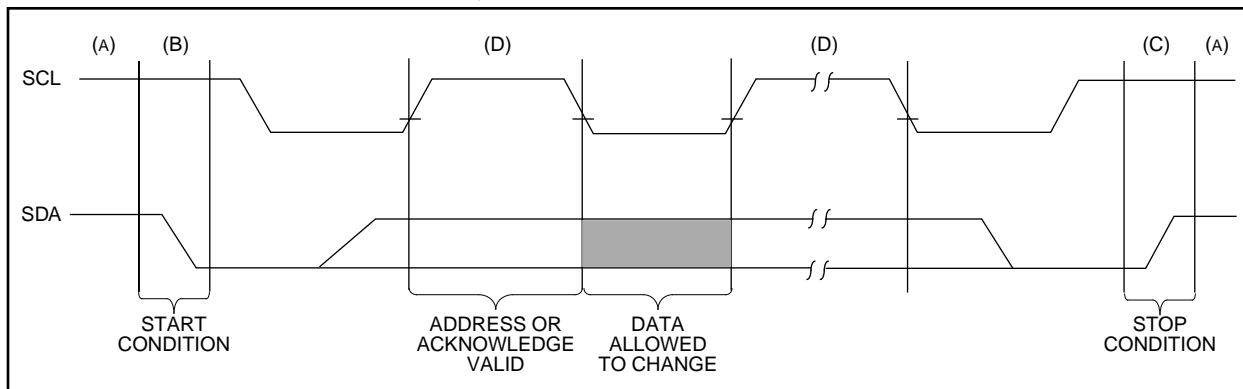 (A) (B) (D) (D) (C) (A)
SCL
SDA
START
CONDITION
ADDRESS OR
ACKNOWLEDGE
VALID
DATA
ALLOWED
TO CHANGE
STOP
CONDITION